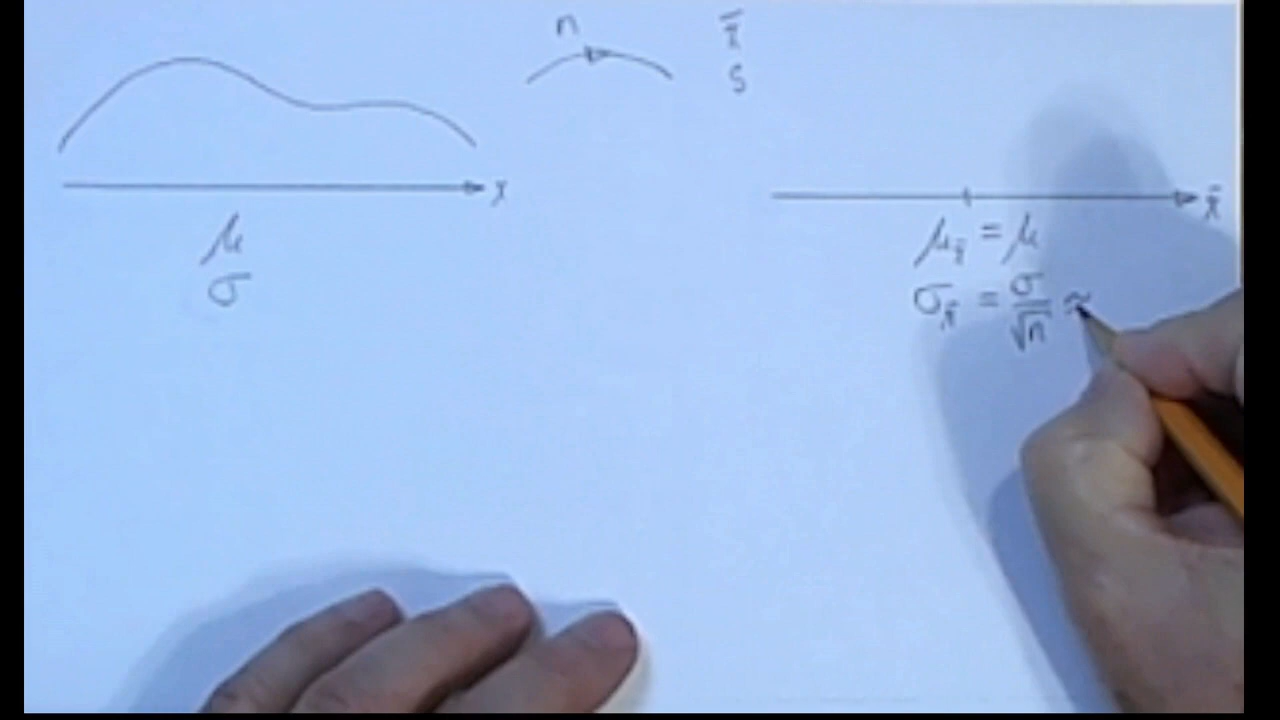 n
x̄
s
x
μ
σ
x̄
μx̄ = μ
σx̄ = σ/√n ≈